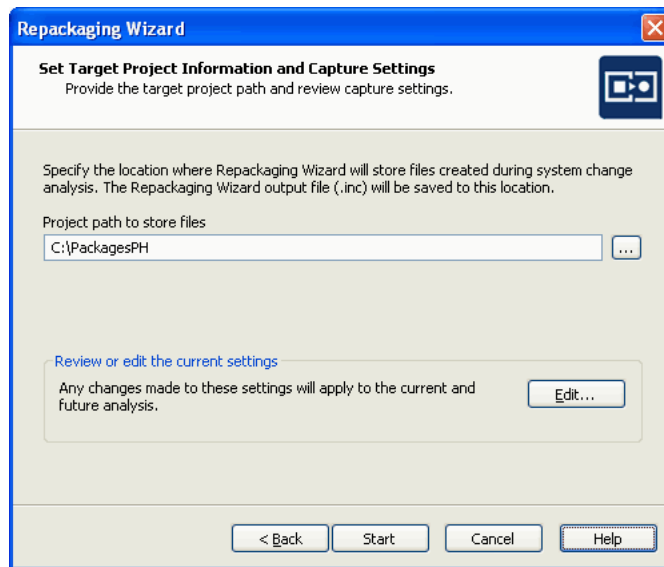 Repackaging Wizard
Set Target Project Information and Capture Settings
Provide the target project path and review capture settings.
Specify the location where Repackaging Wizard will store files created during system change
analysis. The Repackaging Wizard output file (.inc) will be saved to this location.
Project path to store files
C:\PackagesPH
...
Review or edit the current settings
Any changes made to these settings will apply to the current and
future analysis.
Edit...
< Back Start Cancel Help